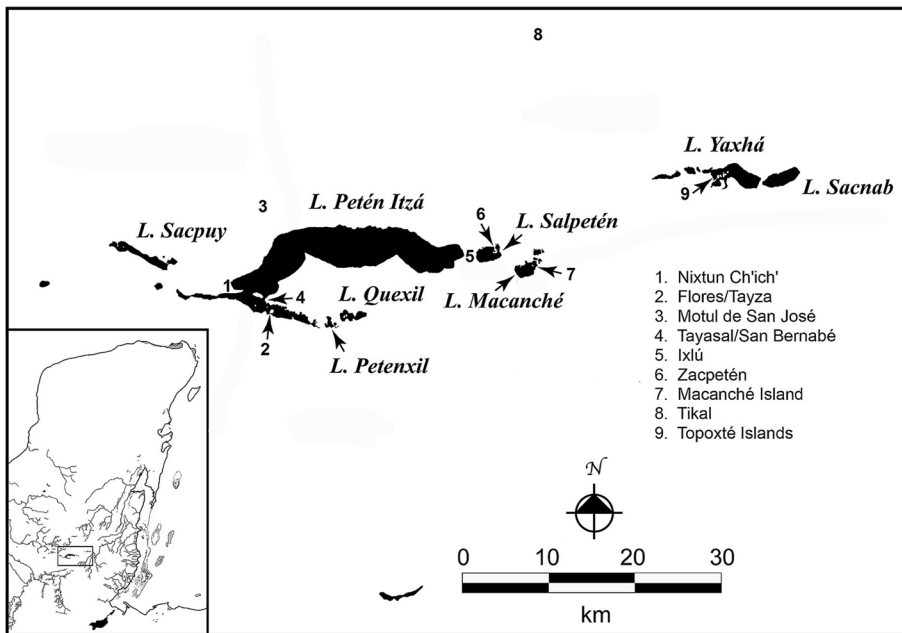 8
L. Yaxhá
9
L. Sacnab
3
L. Petén Itzá
6
L. Salpetén
L. Sacpuy
5
7
L. Macanché
1
4
L. Quexil
2
L. Petenxil
1. Nixtun Ch'ich'
2. Flores/Tayza
3. Motul de San José
4. Tayasal/San Bernabé
5. Ixlú
6. Zacpetén
7. Macanché Island
8. Tikal
9. Topoxté Islands
N
0 10 20 30
km